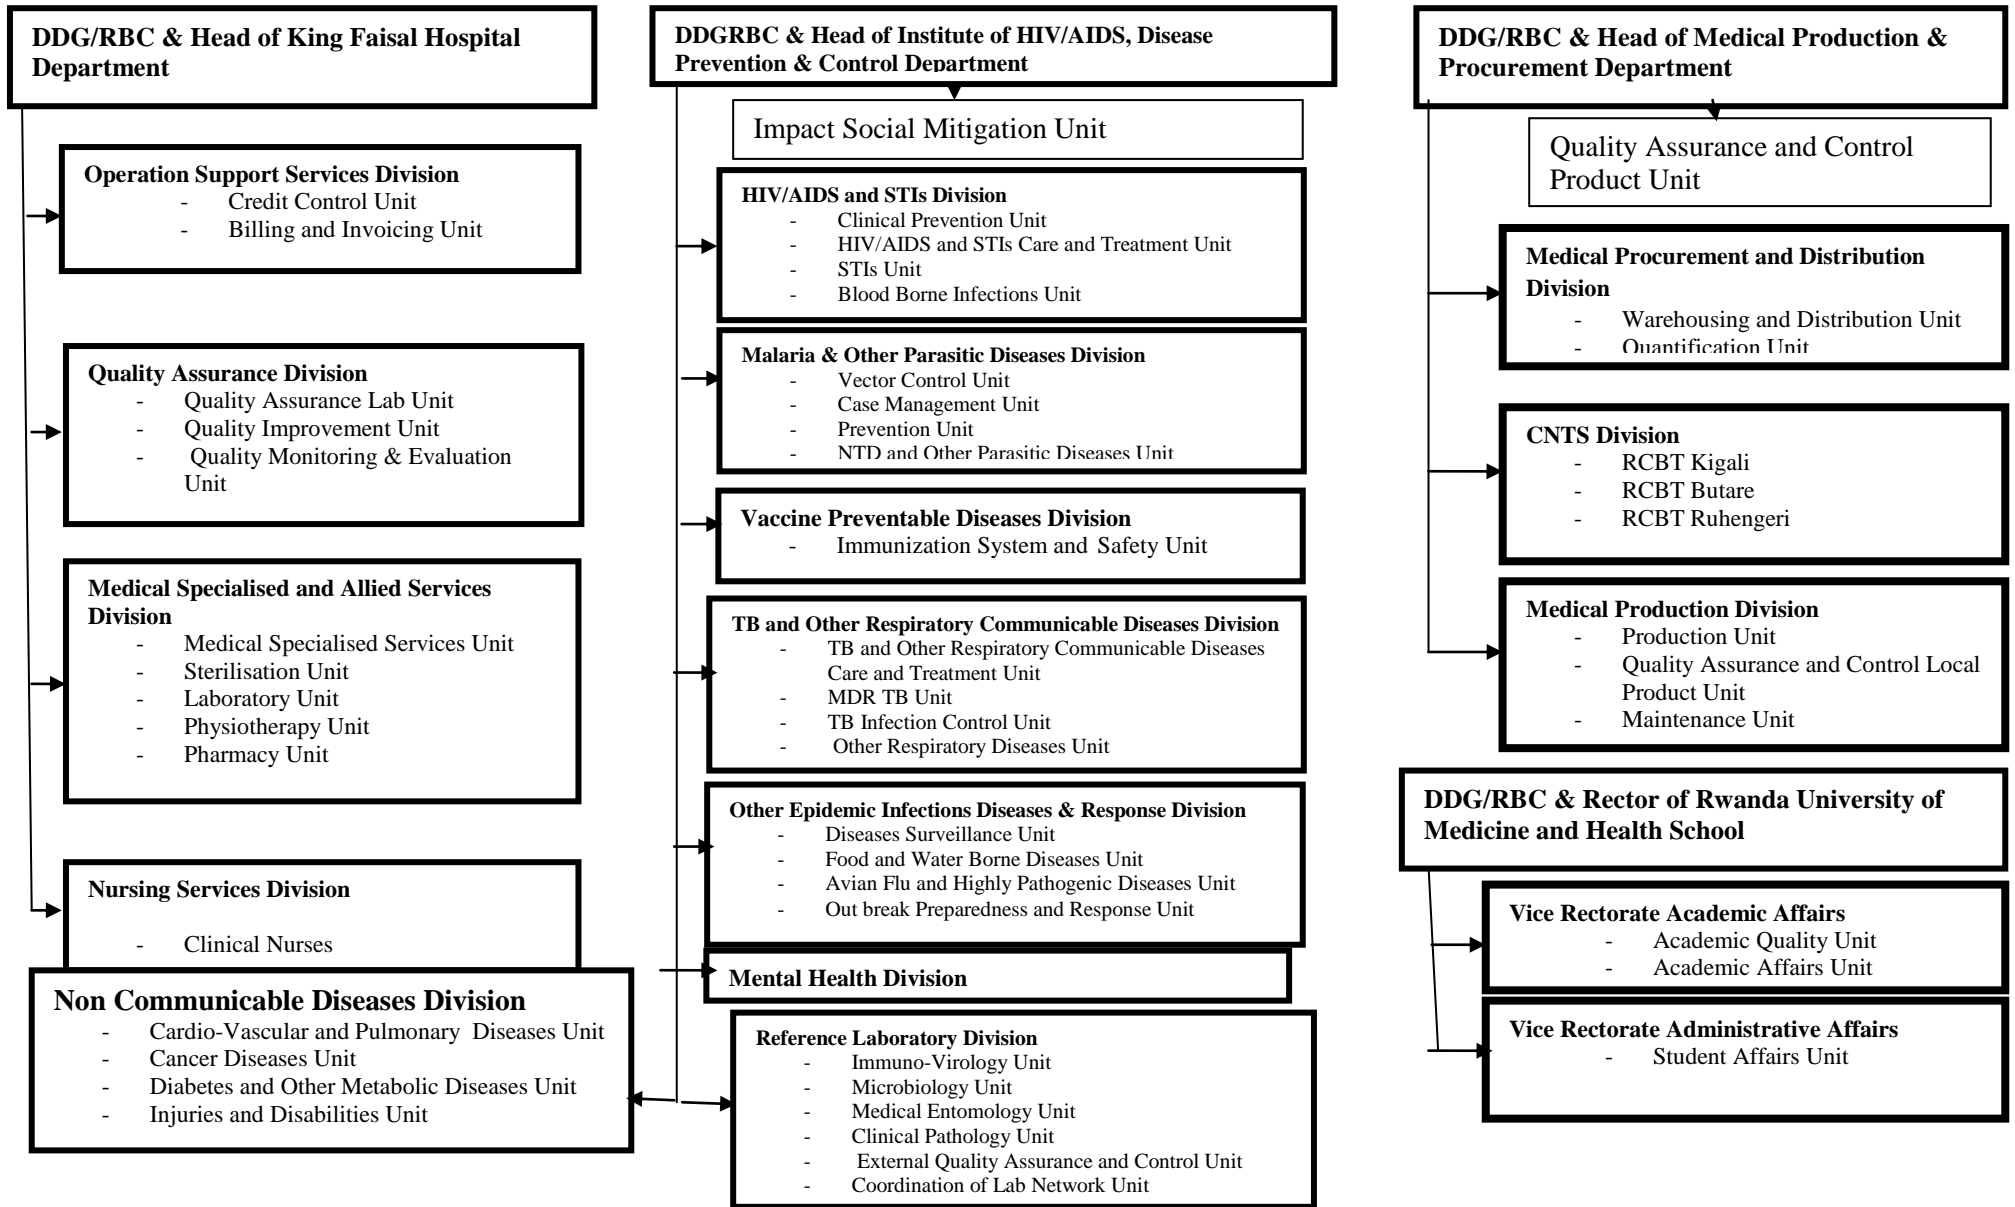 DDG/RBC & Head of King Faisal Hospital
Department
Operation Support Services Division
- Credit Control Unit
- Billing and Invoicing Unit
Quality Assurance Division
- Quality Assurance Lab Unit
- Quality Improvement Unit
- Quality Monitoring & Evaluation
Unit
Medical Specialised and Allied Services
Division
- Medical Specialised Services Unit
- Sterilisation Unit
- Laboratory Unit
- Physiotherapy Unit
- Pharmacy Unit
Nursing Services Division
- Clinical Nurses
Non Communicable Diseases Division
- Cardio-Vascular and Pulmonary Diseases Unit
- Cancer Diseases Unit
- Diabetes and Other Metabolic Diseases Unit
- Injuries and Disabilities Unit
DDGRBC & Head of Institute of HIV/AIDS, Disease
Prevention & Control Department
Impact Social Mitigation Unit
HIV/AIDS and STIs Division
- Clinical Prevention Unit
- HIV/AIDS and STIs Care and Treatment Unit
- STIs Unit
- Blood Borne Infections Unit
Malaria & Other Parasitic Diseases Division
- Vector Control Unit
- Case Management Unit
- Prevention Unit
- NTD and Other Parasitic Diseases Unit
Vaccine Preventable Diseases Division
- Immunization System and Safety Unit
TB and Other Respiratory Communicable Diseases Division
- TB and Other Respiratory Communicable Diseases
Care and Treatment Unit
- MDR TB Unit
- TB Infection Control Unit
- Other Respiratory Diseases Unit
Other Epidemic Infections Diseases & Response Division
- Diseases Surveillance Unit
- Food and Water Borne Diseases Unit
- Avian Flu and Highly Pathogenic Diseases Unit
- Out break Preparedness and Response Unit
Mental Health Division
Reference Laboratory Division
- Immuno-Virology Unit
- Microbiology Unit
- Medical Entomology Unit
- Clinical Pathology Unit
- External Quality Assurance and Control Unit
- Coordination of Lab Network Unit
DDG/RBC & Head of Medical Production &
Procurement Department
Quality Assurance and Control
Product Unit
Medical Procurement and Distribution
Division
- Warehousing and Distribution Unit
- Quantification Unit
CNTS Division
- RCBT Kigali
- RCBT Butare
- RCBT Ruhengeri
Medical Production Division
- Production Unit
- Quality Assurance and Control Local
Product Unit
- Maintenance Unit
DDG/RBC & Rector of Rwanda University of
Medicine and Health School
Vice Rectorate Academic Affairs
- Academic Quality Unit
- Academic Affairs Unit
Vice Rectorate Administrative Affairs
- Student Affairs Unit